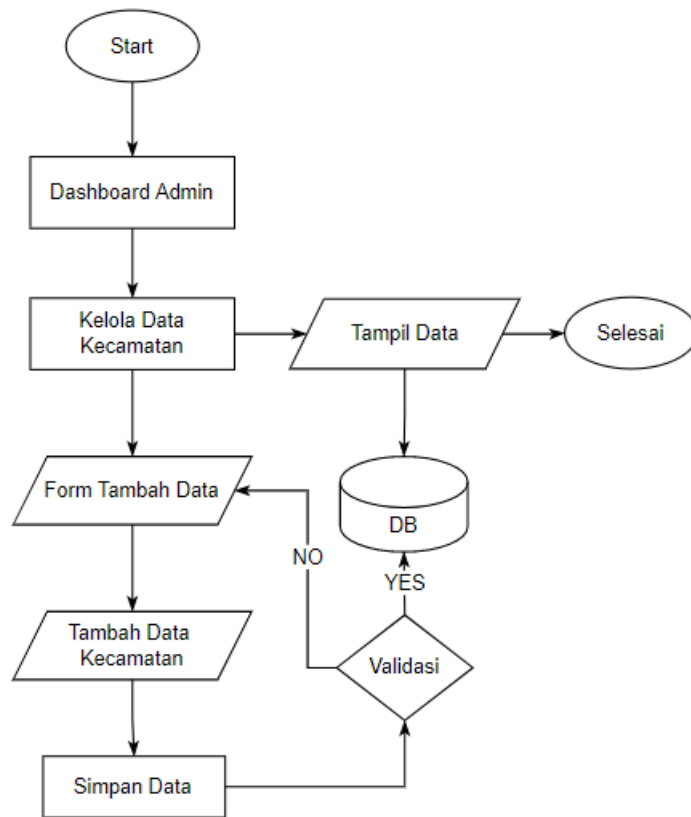 Start
Dashboard Admin
Kelola Data
Kecamatan
Tampil Data
Selesai
Form Tambah Data
DB
NO
YES
Tambah Data
Kecamatan
Validasi
Simpan Data